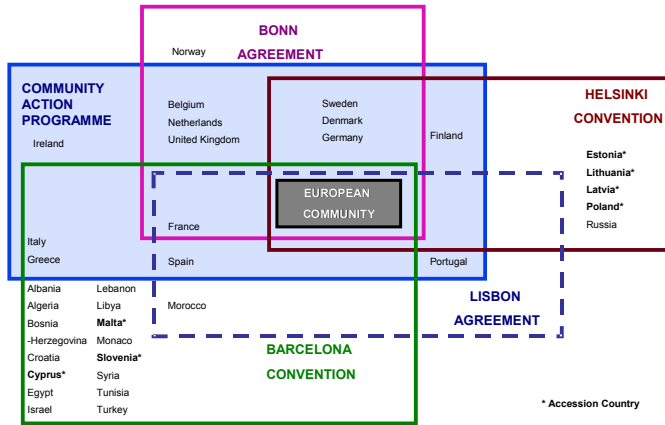 BONN
AGREEMENT
Norway
COMMUNITY
ACTION
PROGRAMME
Ireland
Belgium
Netherlands
United Kingdom
Sweden
Denmark
Germany
Finland
HELSINKI
CONVENTION
Estonia*
Lithuania*
Latvia*
Poland*
Russia
EUROPEAN
COMMUNITY
France
Italy
Greece
Spain
Portugal
Albania
Algeria
Bosnia
-Herzegovina
Croatia
Cyprus*
Egypt
Israel
Lebanon
Libya
Malta*
Monaco
Slovenia*
Syria
Tunisia
Turkey
Morocco
LISBON
AGREEMENT
BARCELONA
CONVENTION
* Accession Country